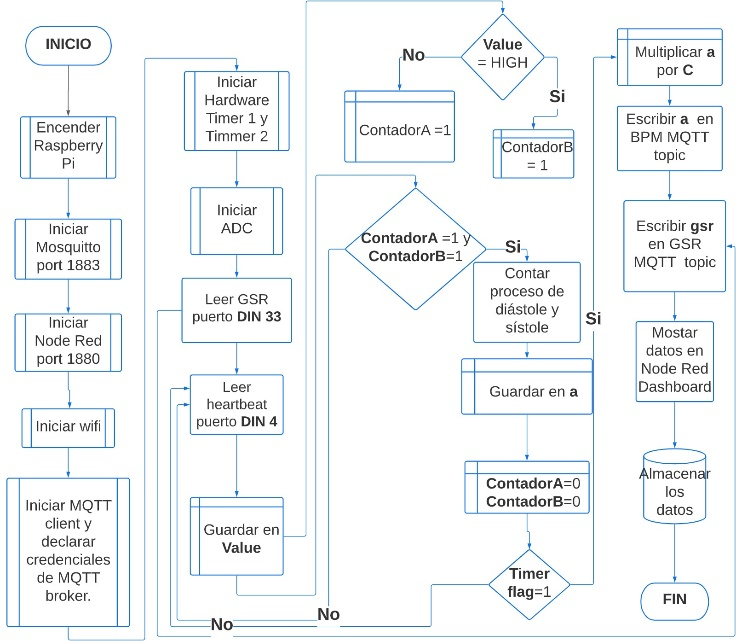 INICIO
Encender
Raspberry
Pi
Iniciar
Mosquitto
port 1883
Iniciar
Node Red
port 1880
Iniciar wifi
Iniciar MQTT
client y
declarar
credenciales
de MQTT
broker.
Iniciar
Hardware
Timer 1 y
Timmer 2
Iniciar
ADC
Leer GSR
puerto DIN 33
Leer
heartbeat
puerto DIN 4
Guardar en
Value
Value
= HIGH
No
Si
ContadorA =1
ContadorB
= 1
ContadorA =1 y
ContadorB=1
Si
Contar
proceso de
diástole y
sístole
Guardar en a
ContadorA=0
ContadorB=0
Timer
flag=1
No
No
Si
Multiplicar a
por C
Escribir a en
BPM MQTT
topic
Escribir gsr
en GSR
MQTT topic
Mostar
datos en
Node Red
Dashboard
Almacenar
los
datos
FIN